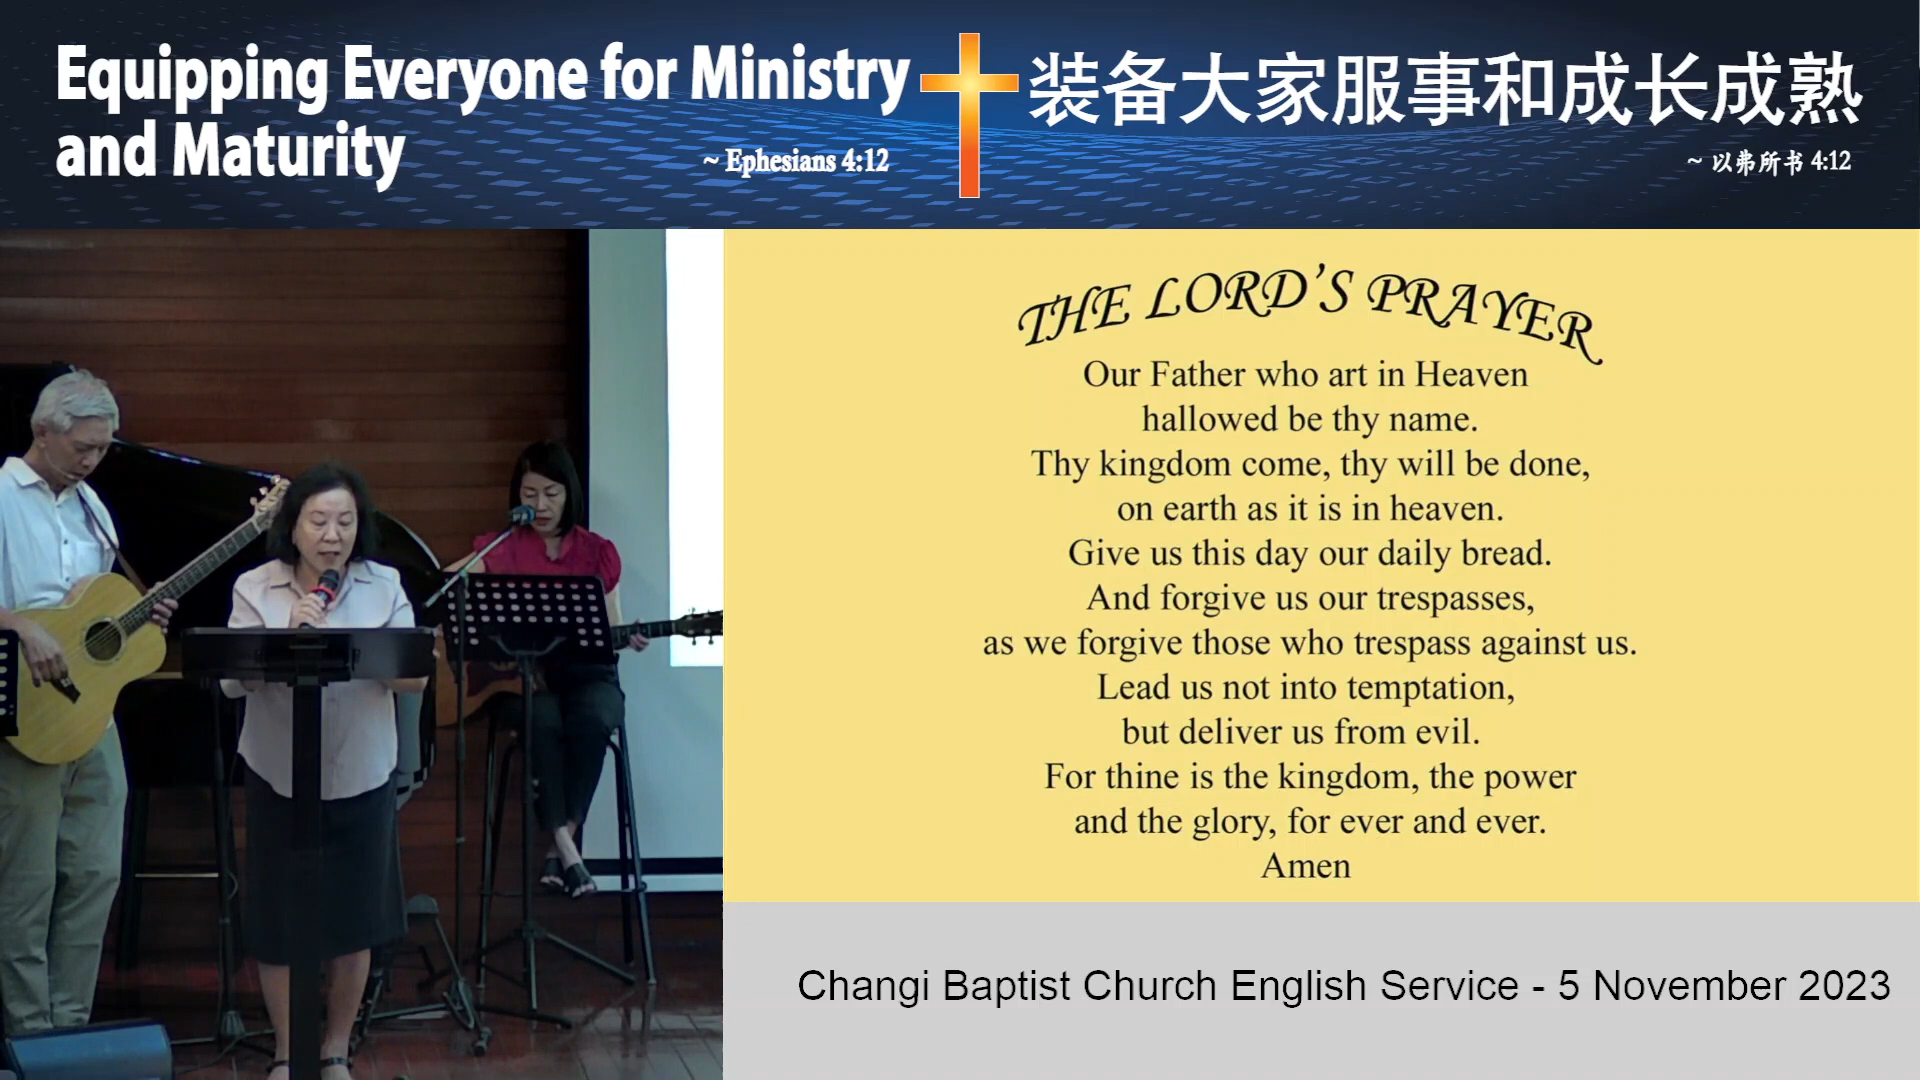 Equipping Everyone for Ministry
and Maturity
~ Ephesians 4:12
装备大家服事和成长成熟
~ 以弗所书 4:12
THE LORD'S PRAYER
Our Father who art in Heaven
hallowed be thy name.
Thy kingdom come, thy will be done,
on earth as it is in heaven.
Give us this day our daily bread.
And forgive us our trespasses,
as we forgive those who trespass against us.
Lead us not into temptation,
but deliver us from evil.
For thine is the kingdom, the power
and the glory, for ever and ever.
Amen
Changi Baptist Church English Service - 5 November 2023